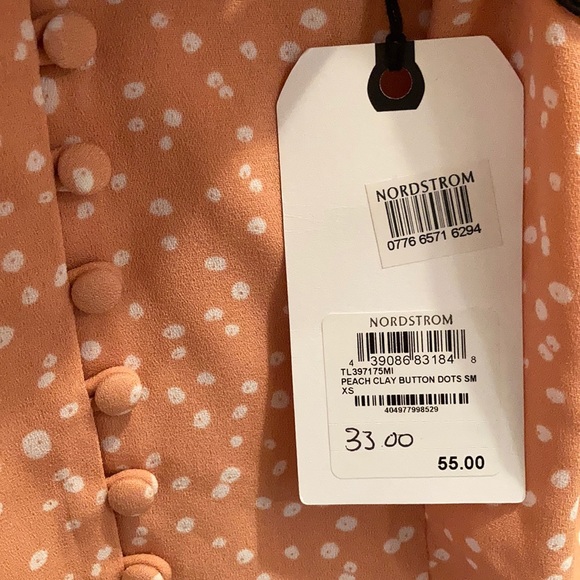 NORDSTROM
0776 6571 6294
NORDSTROM
4 39086 83184 8
TL397175MI
PEACH CLAY BUTTON DOTS SM
XS
404977998529
33.00
55.00